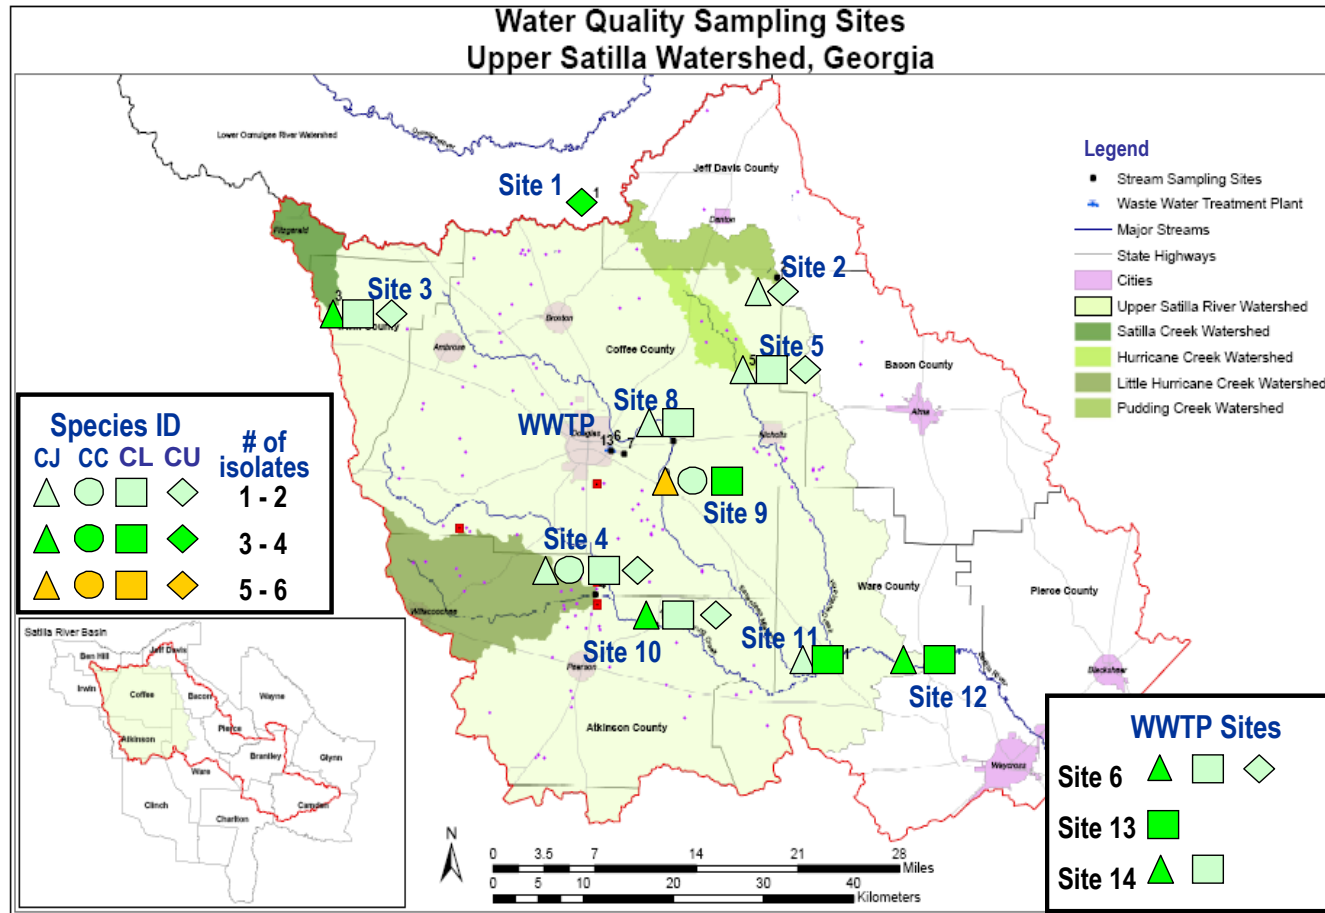 Water Quality Sampling Sites
Upper Satilla Watershed, Georgia
Lower Ocmulgee River Watershed
Jeff Davis County
Site 1
1
Denton
Fitzgerald
Site 2
3
Site 3
County
Broxton
Ambrose
Coffee County
Site 5
5
Bacon County
Alma
Site 8
WWTP
Douglas
13
6
7
Nicholls
Site 9
Site 4
Ware County
Pierce County
Site 10
Site 11
Site 12
Pearson
Blackshear
Atkinson County
Waycross
Legend
Stream Sampling Sites
Waste Water Treatment Plant
Major Streams
State Highways
Cities
Upper Satilla River Watershed
Satilla Creek Watershed
Hurricane Creek Watershed
Little Hurricane Creek Watershed
Pudding Creek Watershed
Species ID
# of
isolates
CJ CC CL CU
1 - 2
3 - 4
5 - 6
Satilla River Basin
Ben Hill
Jeff Davis
Irwin
Coffee
Bacon
Wayne
Pierce
Atkinson
Brantley
Glynn
Ware
Clinch
Camden
Charlton
N
0 3.5 7 14 21 28
Miles
0 5 10 20 30 40
Kilometers
WWTP Sites
Site 6
Site 13
Site 14